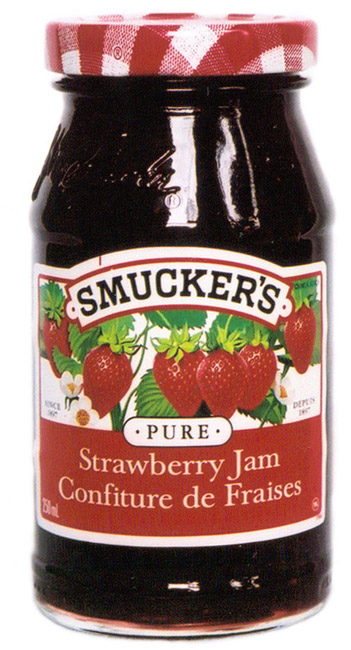 SMUCKER'S
SINCE
1897
DEPUIS
1897
· PURE ·
Strawberry Jam
Confiture de Fraises
250 ml